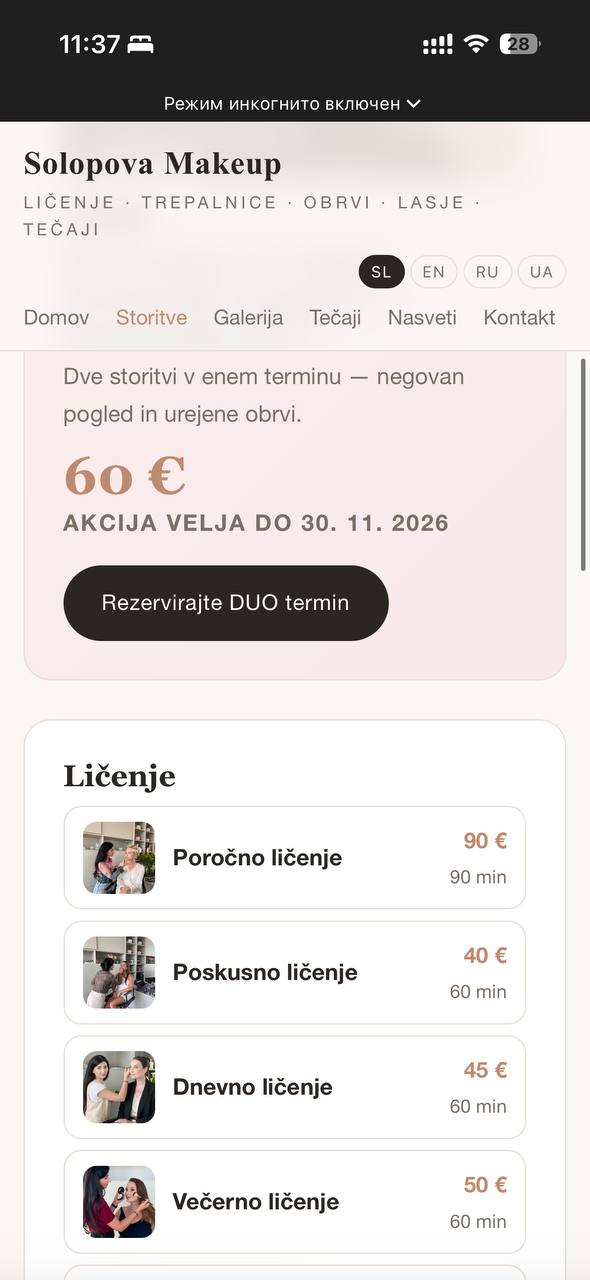 11:37
28
Режим инкогнито включен
Solopova Makeup
LIČENJE · TREPALNICE · OBRVI · LASJE ·
TEČAJI
SL EN RU UA
Domov Storitve Galerija Tečaji Nasveti Kontakt
Dve storitvi v enem terminu — negovan
pogled in urejene obrvi.
60 €
AKCIJA VELJA DO 30. 11. 2026
Rezervirajte DUO termin
Ličenje
Poročno ličenje
90 €
90 min
Poskusno ličenje
40 €
60 min
Dnevno ličenje
45 €
60 min
Večerno ličenje
50 €
60 min